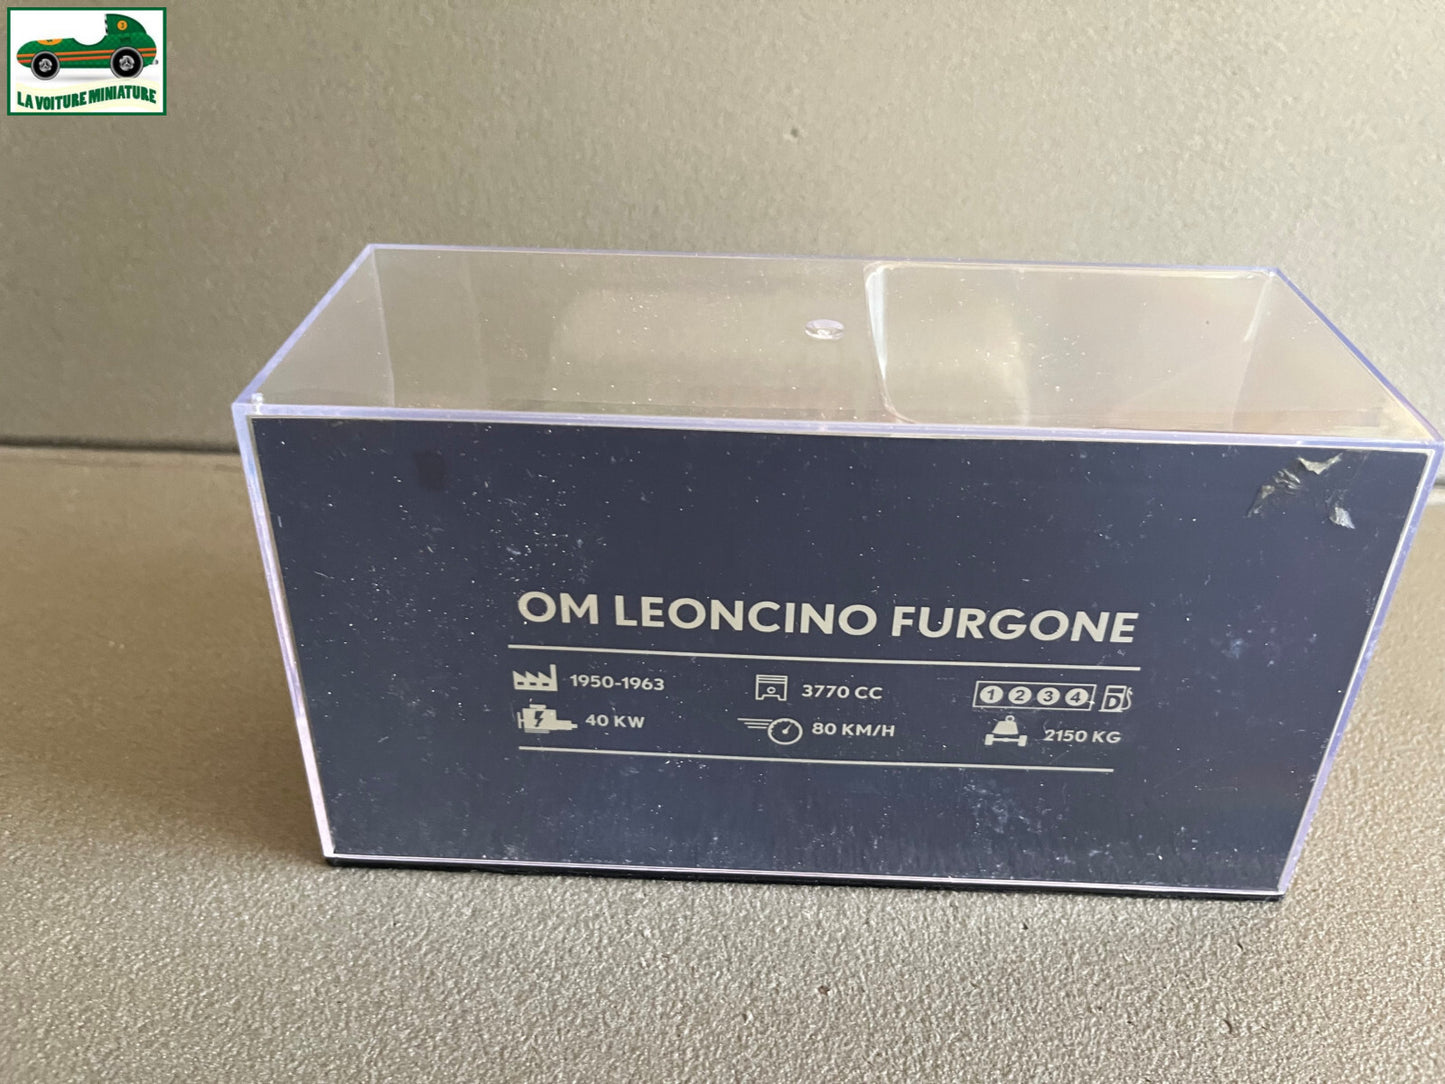 3
LA VOITURE MINIATURE
OM LEONCINO FURGONE
1950-1963 3770 CC 1 2 3 4 D
40 KW 80 KM/H 2150 KG